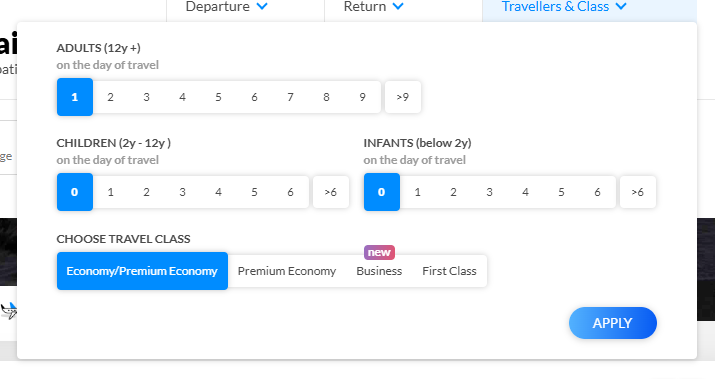 Departure Return Travellers & Class
ADULTS (12y +)
on the day of travel
1 2 3 4 5 6 7 8 9 >9
CHILDREN (2y - 12y )
on the day of travel
0 1 2 3 4 5 6 >6
INFANTS (below 2y)
on the day of travel
0 1 2 3 4 5 6 >6
CHOOSE TRAVEL CLASS
new
Economy/Premium Economy Premium Economy Business First Class
APPLY